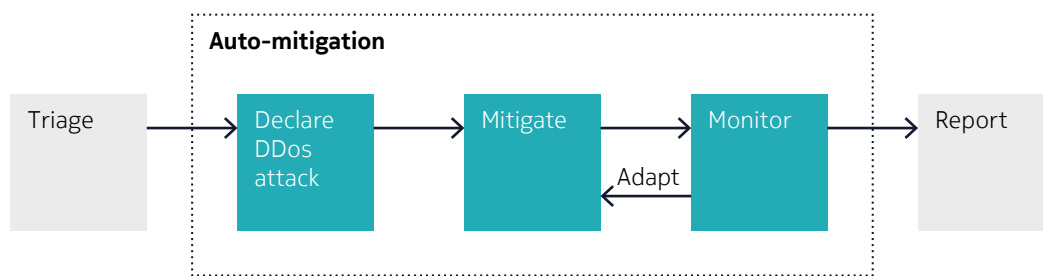 Auto-mitigation
Triage
Declare
DDos
attack
Mitigate
Monitor
Report
Adapt